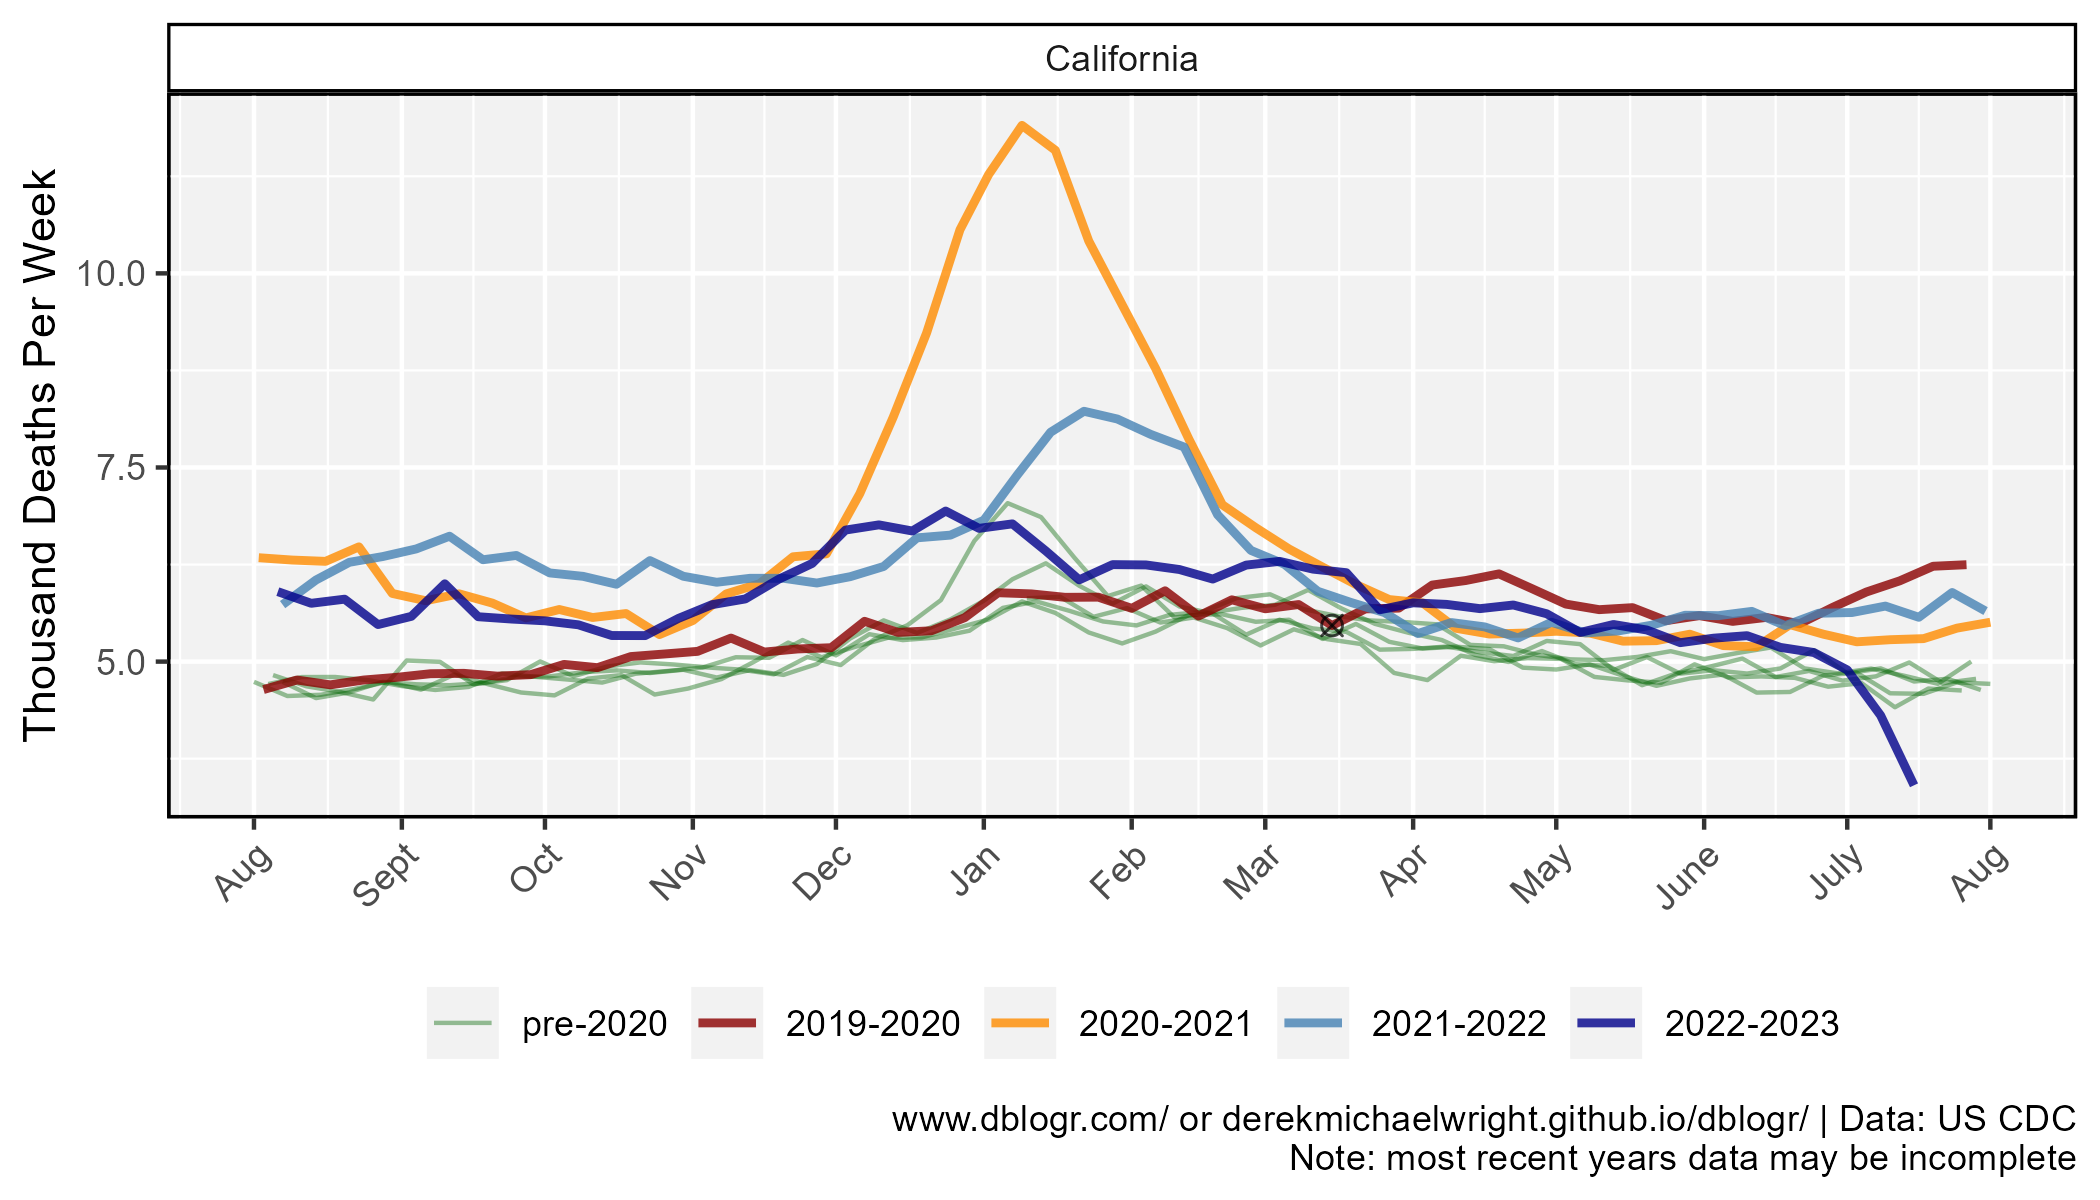 California
Thousand Deaths Per Week
10.0
7.5
5.0
Aug Sept Oct Nov Dec Jan Feb Mar Apr May June July Aug
pre-2020 2019-2020 2020-2021 2021-2022 2022-2023
www.dblogr.com/ or derekmichaelwright.github.io/dblogr/ | Data: US CDC
Note: most recent years data may be incomplete